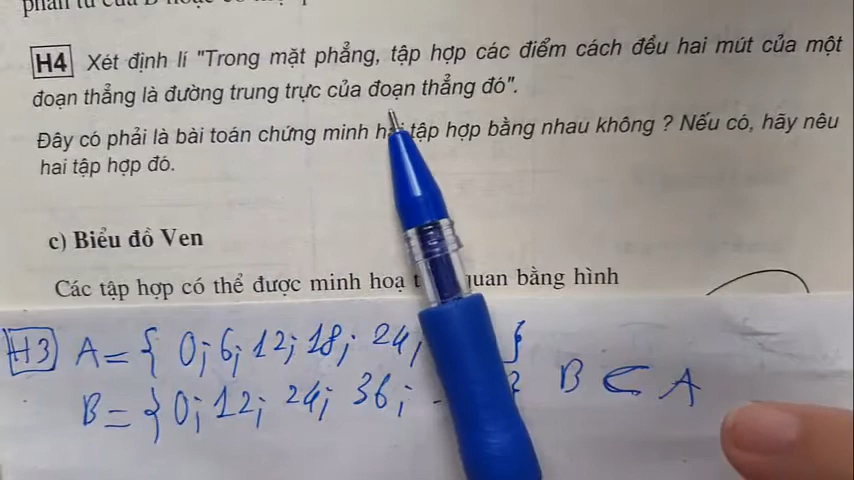 H4 Xét định lí "Trong mặt phẳng, tập hợp các điểm cách đều hai mút của một
đoạn thẳng là đường trung trực của đoạn thẳng đó".
Đây có phải là bài toán chứng minh hai tập hợp bằng nhau không ? Nếu có, hãy nêu
hai tập hợp đó.
c) Biểu đồ Ven
Các tập hợp có thể được minh hoạ quan bằng hình
H3 A = { 0; 6; 12; 18; 24; }
B = { 0; 12; 24; 36; B ⊂ A